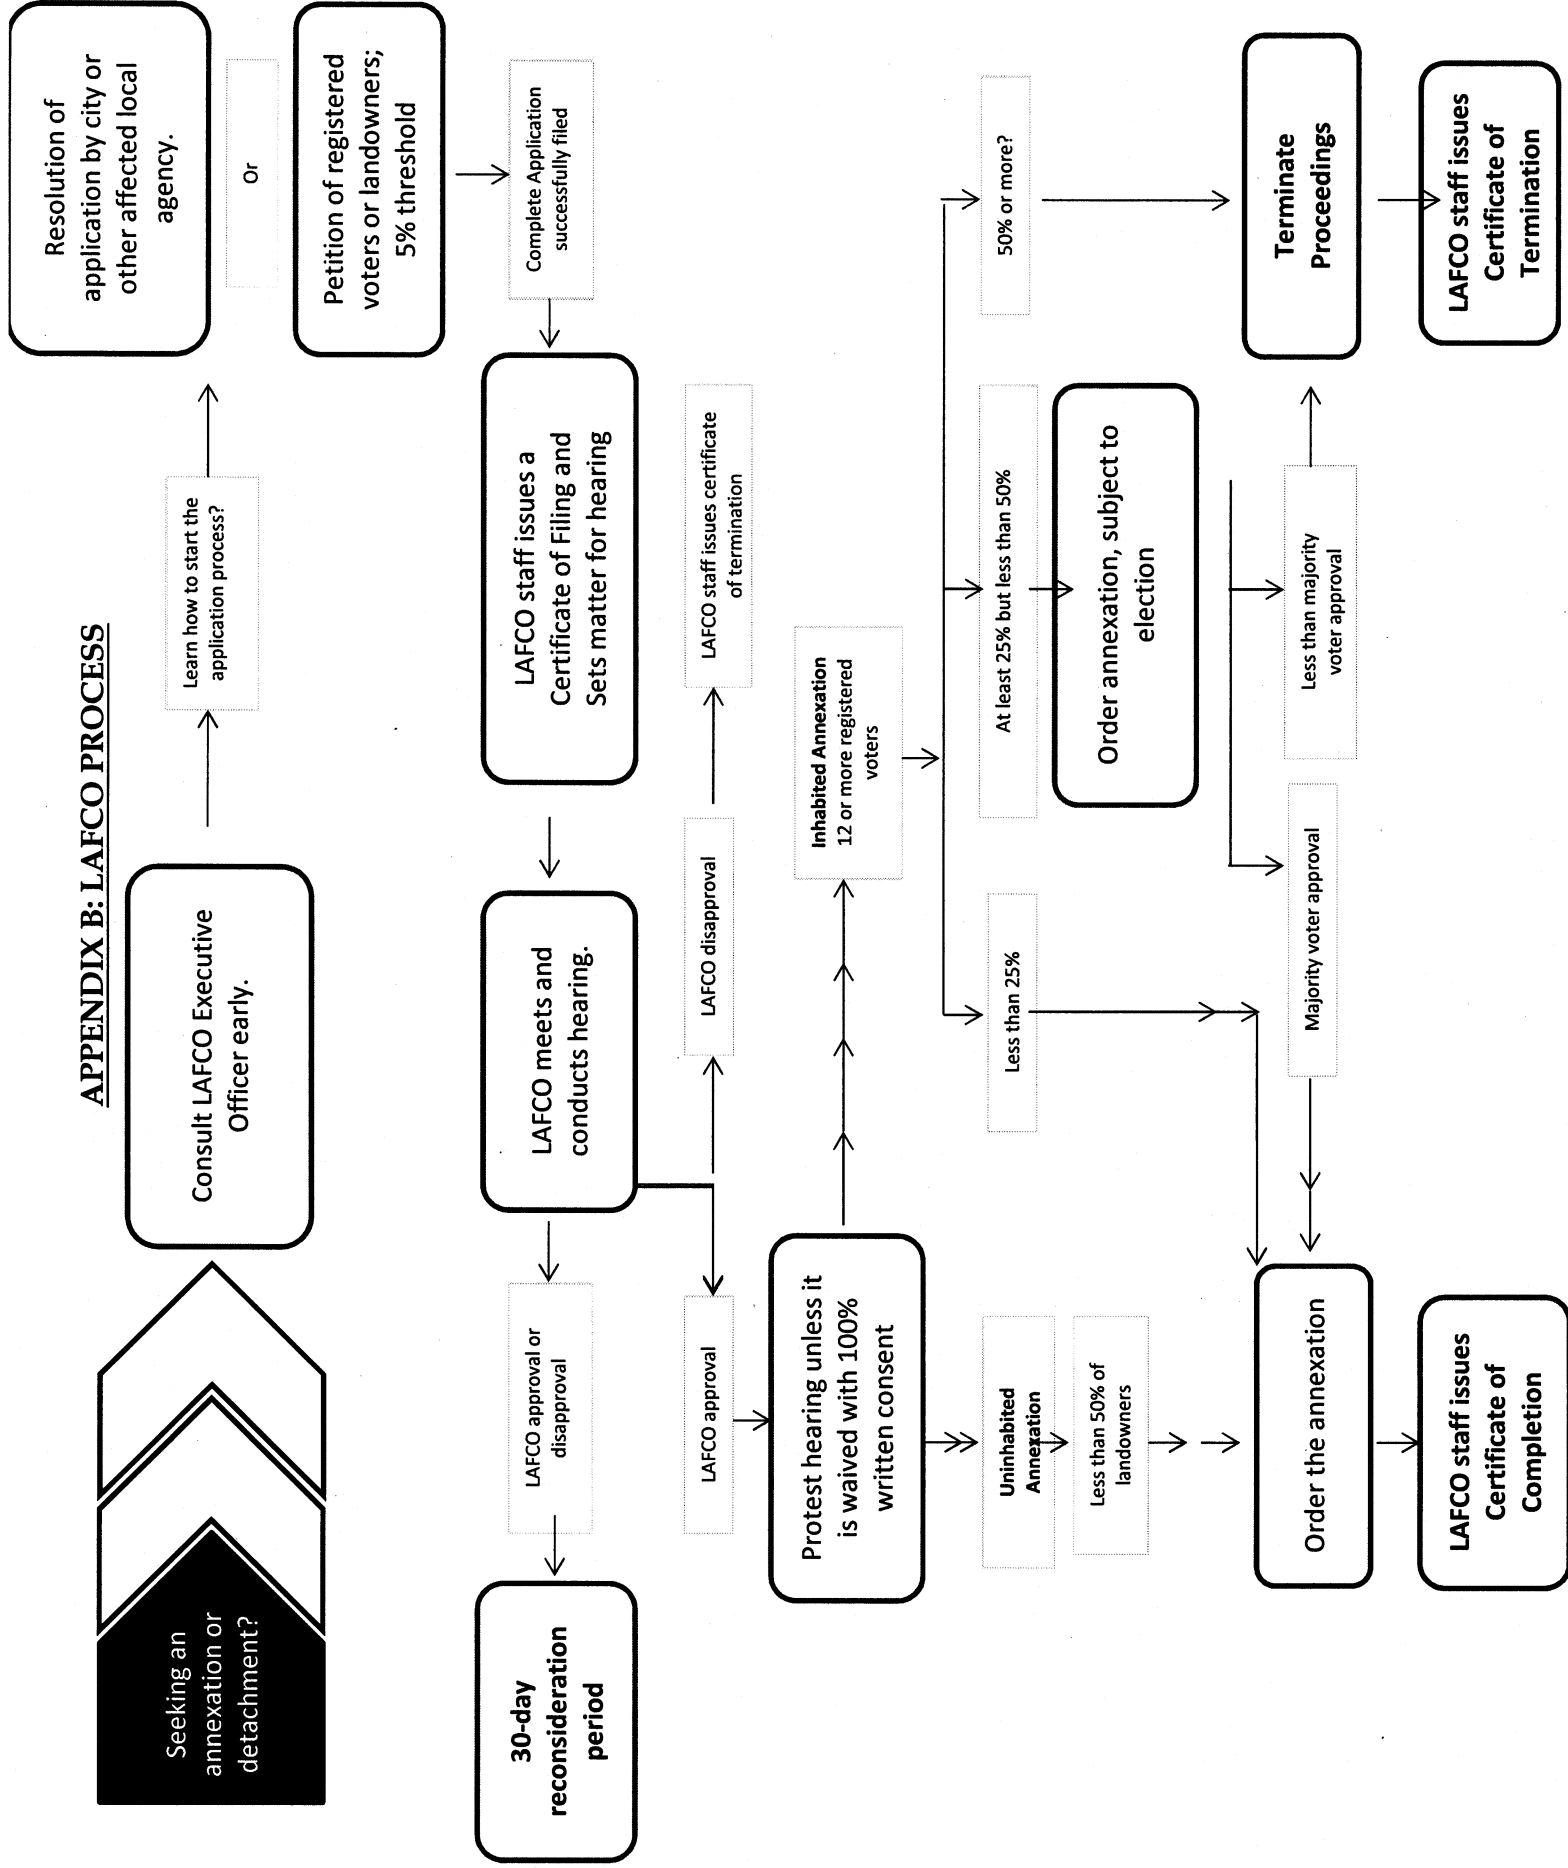 APPENDIX B: LAFCO PROCESS
Seeking an
annexation or
detachment?
Consult LAFCO Executive
Officer early.
Learn how to start the
application process?
Resolution of
application by city or
other affected local
agency.
Or
Petition of registered
voters or landowners;
5% threshold
Complete Application
successfully filed
LAFCO staff issues a
Certificate of Filing and
Sets matter for hearing
LAFCO meets and
conducts hearing.
LAFCO approval or
disapproval
30-day
reconsideration
period
LAFCO approval
LAFCO disapproval
LAFCO staff issues certificate
of termination
Protest hearing unless it
is waived with 100%
written consent
Inhabited Annexation
12 or more registered
voters
Uninhabited
Annexation
Less than 50% of
landowners
Less than 25%
At least 25% but less than 50%
50% or more?
Order annexation, subject to
election
Majority voter approval
Less than majority
voter approval
Order the annexation
Terminate
Proceedings
LAFCO staff issues
Certificate of
Completion
LAFCO staff issues
Certificate of
Termination